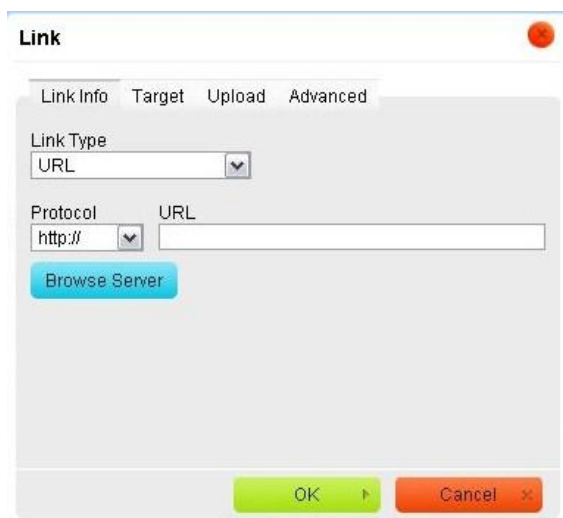 Link
Link Info Target Upload Advanced
Link Type
URL
Protocol URL
http://
Browse Server
OK Cancel